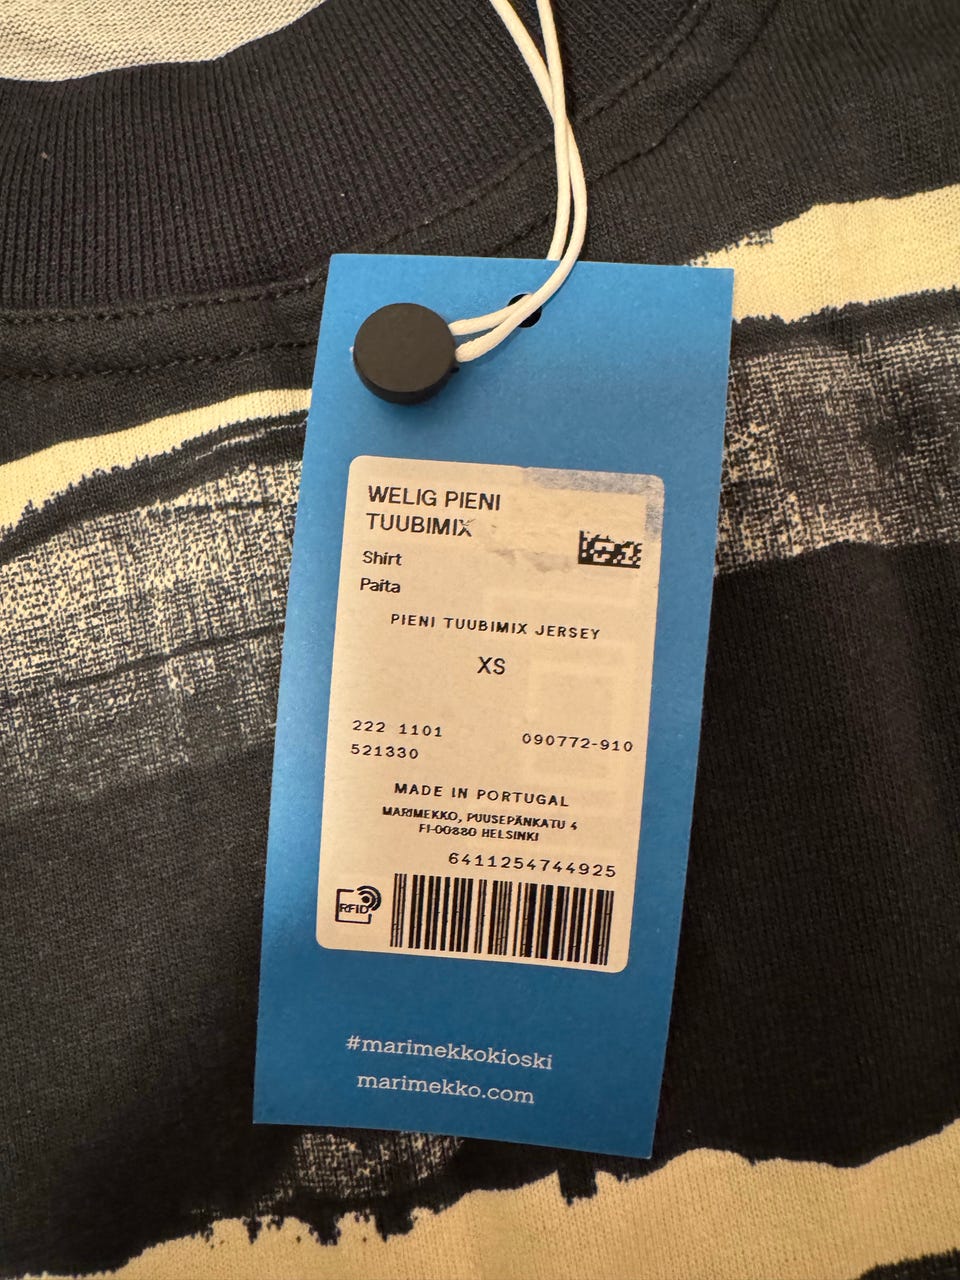 WELIG PIENI
TUUBIMIX
Shirt
Paita
PIENI TUUBIMIX JERSEY
XS
222 1101
090772-910
521330
MADE IN PORTUGAL
MARIMEKKO, PUUSEPÄNKATU 4
FI-00880 HELSINKI
6411254744925
RFID
#marimekkokioski
marimekko.com